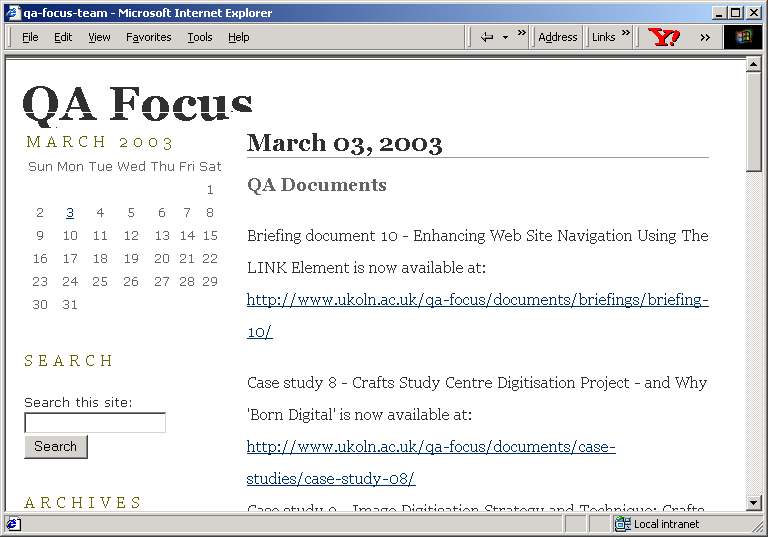 qa-focus-team - Microsoft Internet Explorer
File Edit View Favorites Tools Help
» Address Links » Y! »
QA Focus
MARCH 2003
Sun Mon Tue Wed Thu Fri Sat
1
2 3 4 5 6 7 8
9 10 11 12 13 14 15
16 17 18 19 20 21 22
23 24 25 26 27 28 29
30 31
SEARCH
Search this site:
Search
ARCHIVES
March 03, 2003
QA Documents
Briefing document 10 - Enhancing Web Site Navigation Using The
LINK Element is now available at:
http://www.ukoln.ac.uk/qa-focus/documents/briefings/briefing-
10/
Case study 8 - Crafts Study Centre Digitisation Project - and Why
'Born Digital' is now available at:
http://www.ukoln.ac.uk/qa-focus/documents/case-
studies/case-study-08/
Case study 9 - Image Digitisation Strategy and Technique: Crafts
Local intranet